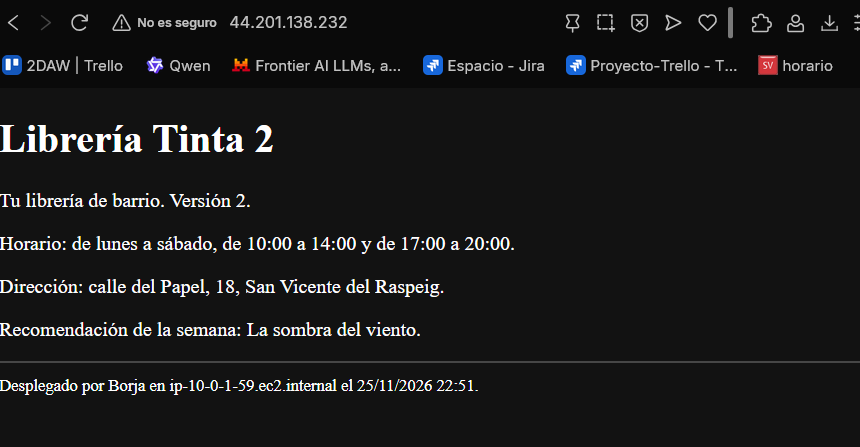 No es seguro 44.201.138.232
2DAW | Trello Qwen Frontier AI LLMs, a... Espacio - Jira Proyecto-Trello - T... SV horario
Librería Tinta 2
Tu librería de barrio. Versión 2.
Horario: de lunes a sábado, de 10:00 a 14:00 y de 17:00 a 20:00.
Dirección: calle del Papel, 18, San Vicente del Raspeig.
Recomendación de la semana: La sombra del viento.
Desplegado por Borja en ip-10-0-1-59.ec2.internal el 25/11/2026 22:51.